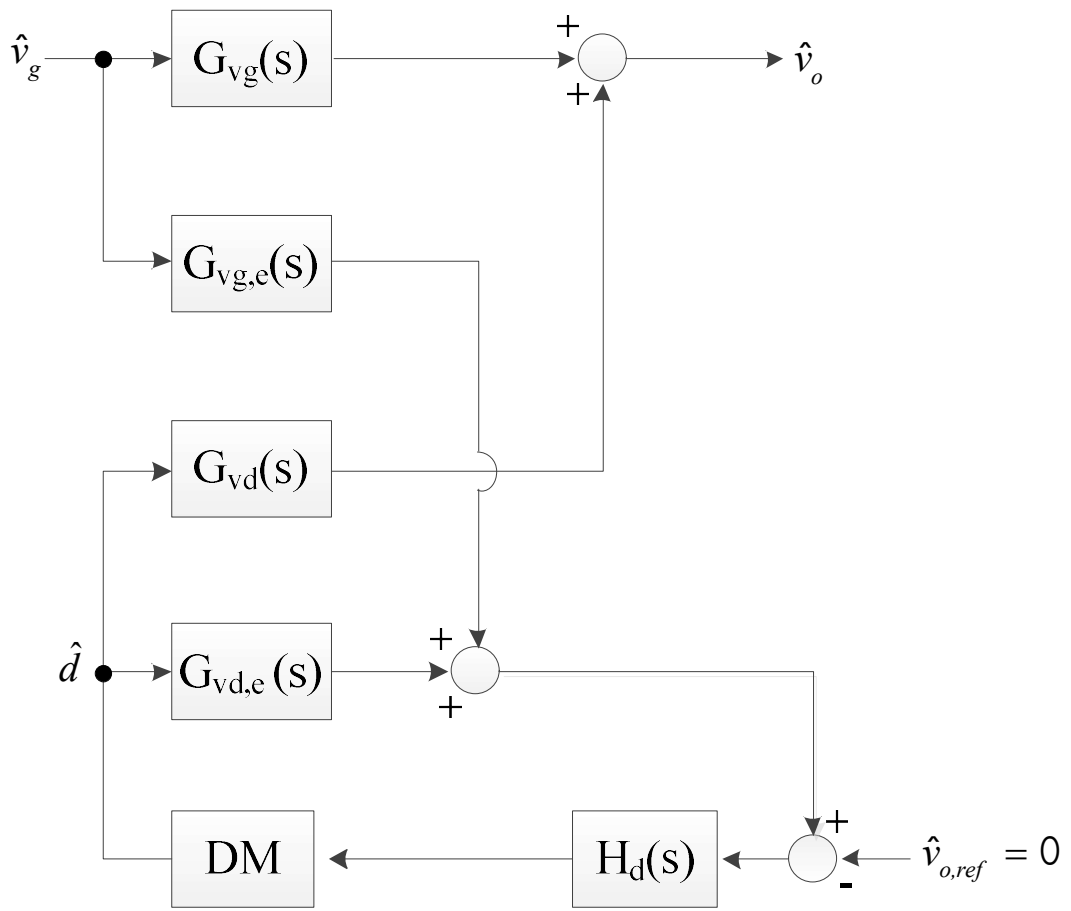 v̂g
Gvg(s)
+
+
v̂o
Gvg,e(s)
Gvd(s)
d̂
Gvd,e (s)
+
+
DM
Hd(s)
+
-
v̂o,ref = 0